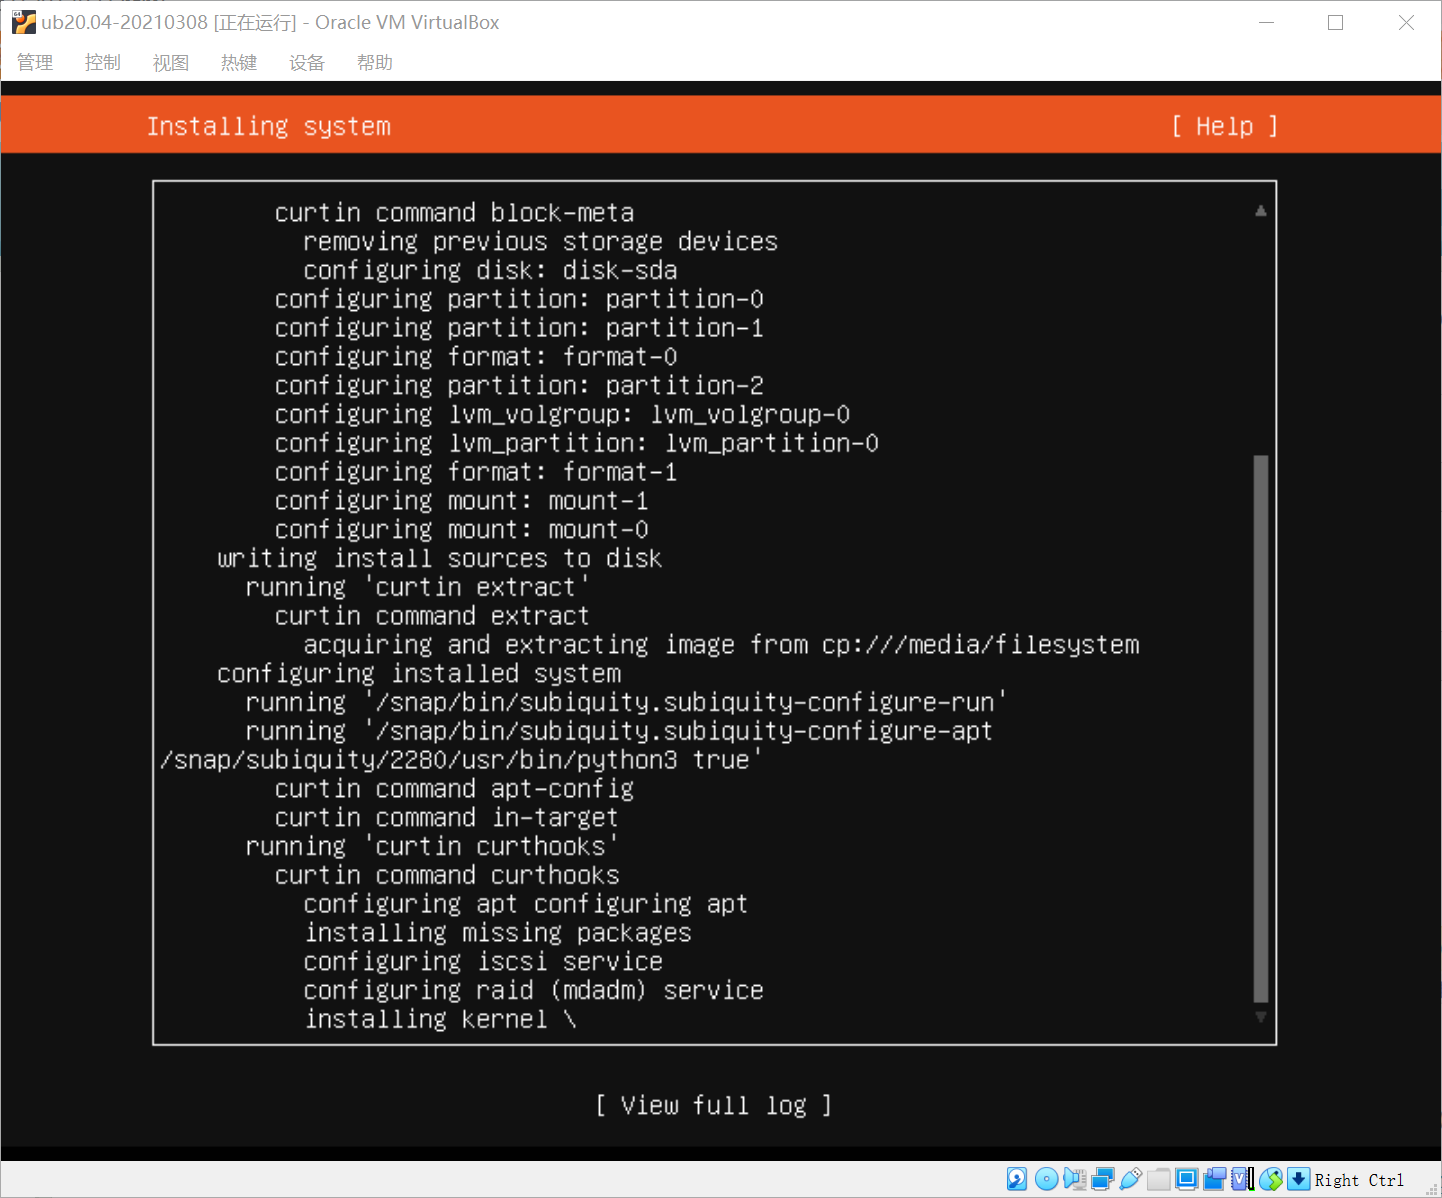 ub20.04-20210308 [正在运行] - Oracle VM VirtualBox
管理 控制 视图 热键 设备 帮助
Installing system [ Help ]
curtin command block-meta
removing previous storage devices
configuring disk: disk-sda
configuring partition: partition-0
configuring partition: partition-1
configuring format: format-0
configuring partition: partition-2
configuring lvm_volgroup: lvm_volgroup-0
configuring lvm_partition: lvm_partition-0
configuring format: format-1
configuring mount: mount-1
configuring mount: mount-0
writing install sources to disk
running 'curtin extract'
curtin command extract
acquiring and extracting image from cp:///media/filesystem
configuring installed system
running '/snap/bin/subiquity.subiquity-configure-run'
running '/snap/bin/subiquity.subiquity-configure-apt
/snap/subiquity/2280/usr/bin/python3 true'
curtin command apt-config
curtin command in-target
running 'curtin curthooks'
curtin command curthooks
configuring apt configuring apt
installing missing packages
configuring iscsi service
configuring raid (mdadm) service
installing kernel \
[ View full log ]
Right Ctrl